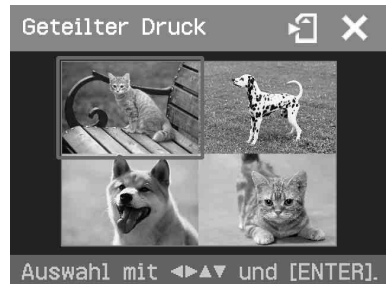 Geteilter Druck
Auswahl mit ◀▶▲▼ und [ENTER].